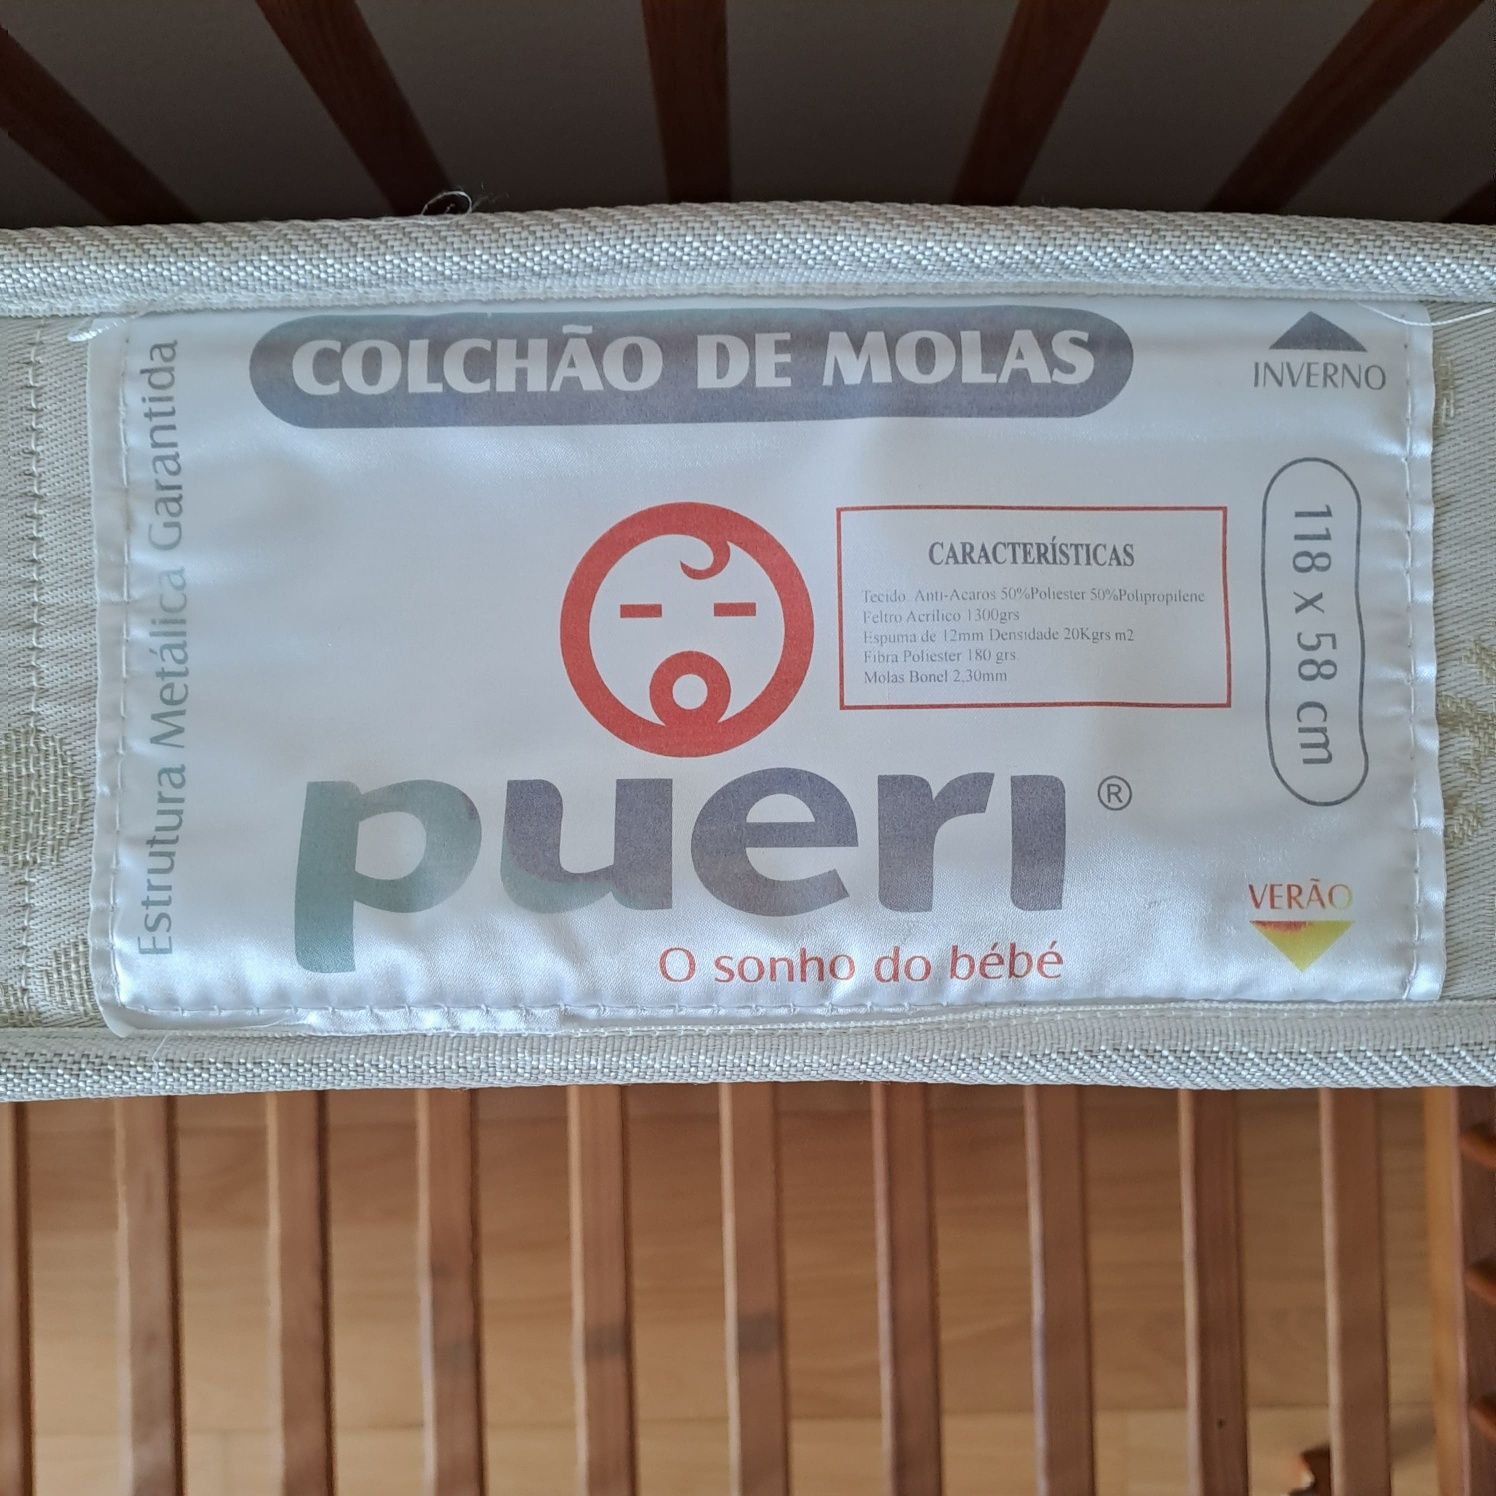 COLCHÃO DE MOLAS
INVERNO
Estrutura Metálica Garantida
CARACTERÍSTICAS
Tecido. Anti-Acaros 50%Poliester 50%Polipropilene
Feltro Acrilico 1300grs
Espuma de 12mm Densidade 20Kgrs m2
Fibra Poliester 180 grs.
Molas Bonel 2,30mm
118 x 58 cm
pueri ®
VERÃO
O sonho do bébé